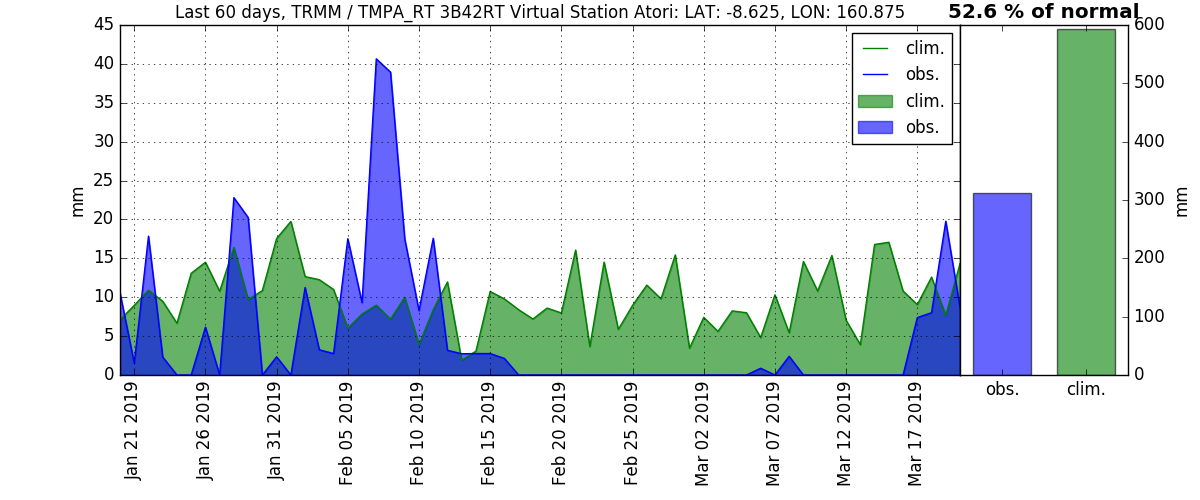 Last 60 days, TRMM / TMPA_RT 3B42RT Virtual Station Atori: LAT: -8.625, LON: 160.875
52.6 % of normal
45
40
35
30
25
20
15
10
5
0
mm
clim.
obs.
clim.
obs.
Jan 21 2019
Jan 26 2019
Jan 31 2019
Feb 05 2019
Feb 10 2019
Feb 15 2019
Feb 20 2019
Feb 25 2019
Mar 02 2019
Mar 07 2019
Mar 12 2019
Mar 17 2019
600
500
400
300
200
100
0
mm
obs.
clim.